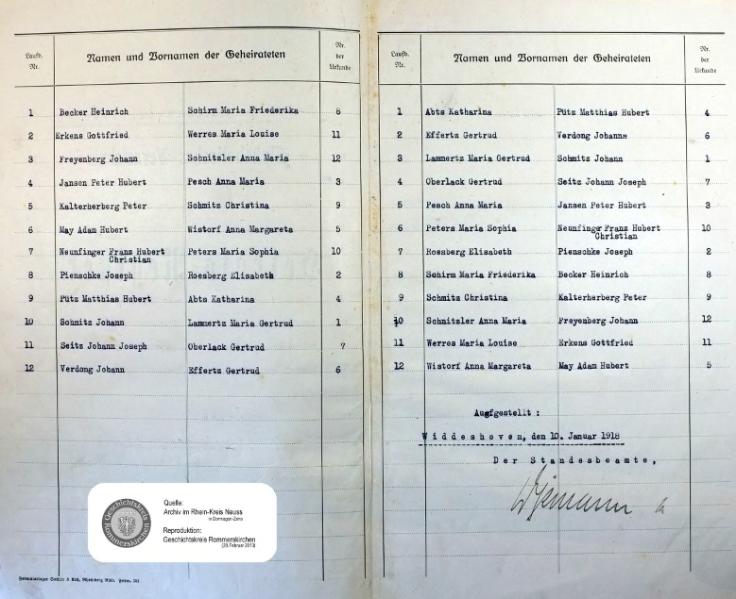 Laufd. Nr. Namen und Vornamen der Geheirateten Nr. der Urkunde
1 Becker Heinrich Schirm Maria Friederika 8
2 Erkens Gottfried Werres Maria Louise 11
3 Freyenberg Johann Schnitzler Anna Maria 12
4 Jansen Peter Hubert Pesch Anna Maria 3
5 Kalterherberg Peter Schmitz Christina 9
6 May Adam Hubert Wistorf Anna Margareta 5
7 Neunfinger Franz Hubert Peters Maria Sophia 10
Christian
8 Pienschke Joseph Rossberg Elisabeth 2
9 Pütz Matthias Hubert Abts Katharina 4
10 Schmitz Johann Lammertz Maria Gertrud 1
11 Seitz Johann Joseph Oberlack Gertrud 7
12 Verdong Johann Effertz Gertrud 6
Laufd. Nr. Namen und Vornamen der Geheirateten Nr. der Urkunde
1 Abts Katharina Pütz Matthias Hubert 4
2 Effertz Gertrud Verdong Johann 6
3 Lammertz Maria Gertrud Schmitz Johann 1
4 Oberlack Gertrud Seitz Johann Joseph 7
5 Pesch Anna Maria Jansen Peter Hubert 3
6 Peters Maria Sophia Neunfinger Franz Hubert 10
Christian
7 Rossberg Elisabeth Pienschke Joseph 2
8 Schirm Maria Friederika Becker Heinrich 8
9 Schmitz Christina Kalterherberg Peter 9
10 Schnitzler Anna Maria Freyenberg Johann 12
11 Werres Maria Louise Erkens Gottfried 11
12 Wistorf Anna Margareta May Adam Hubert 5
Ausgestellt :
Widdeshoven, den 10. Januar 1918
Der Standesbeamte,
Geschichtskreis Rommerskirchen
Quelle:
Archiv im Rhein-Kreis Neuss
in Dormagen-Zons
Reproduktion:
Geschichtskreis Rommerskirchen